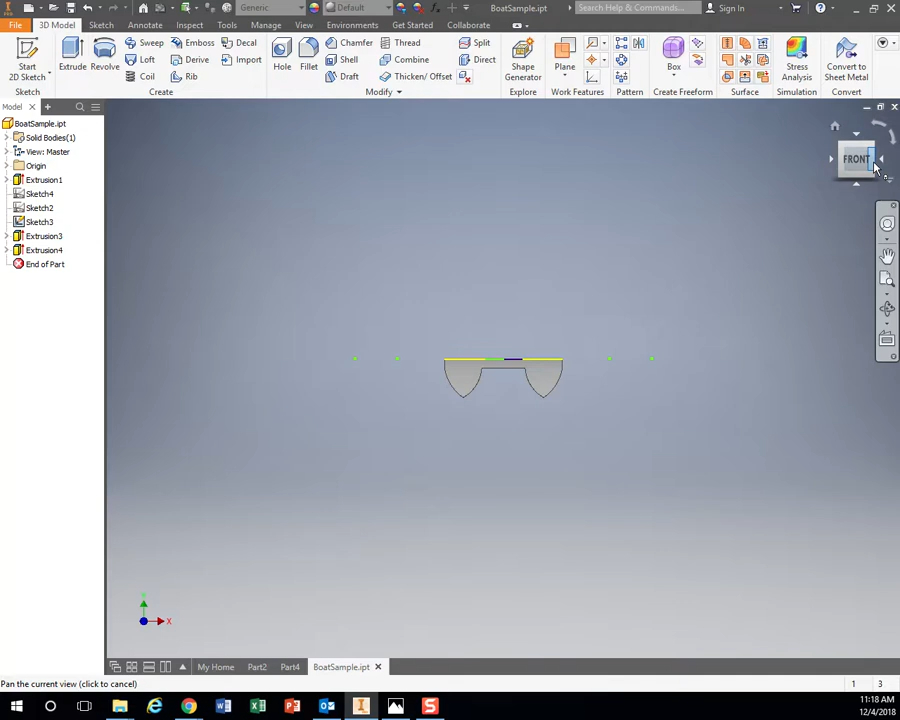 Generic
Default
BoatSample.ipt
Search Help & Commands...
Sign In
File
3D Model
Sketch
Annotate
Inspect
Tools
Manage
View
Environments
Get Started
Collaborate
Start
2D Sketch
Extrude
Revolve
Sweep
Emboss
Decal
Loft
Derive
Import
Coil
Rib
Hole
Fillet
Chamfer
Thread
Split
Shell
Combine
Direct
Draft
Thicken/ Offset
Shape
Generator
Plane
Box
Stress
Analysis
Convert to
Sheet Metal
Sketch
Create
Modify
Explore
Work Features
Pattern
Create Freeform
Surface
Simulation
Convert
Model
BoatSample.ipt
Solid Bodies(1)
View: Master
Origin
Extrusion1
Sketch4
Sketch2
Sketch3
Extrusion3
Extrusion4
End of Part
FRONT
X
My Home
Part2
Part4
BoatSample.ipt
Pan the current view (click to cancel)
1
3
11:18 AM
12/4/2018